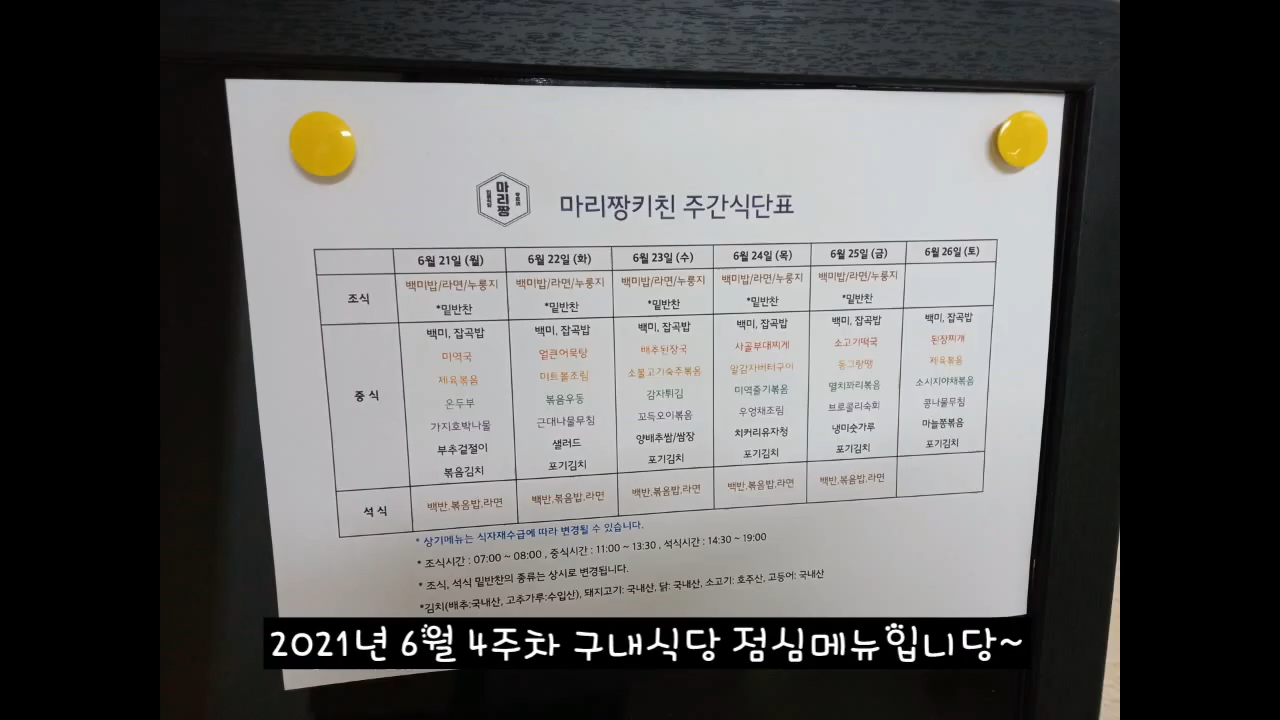 마리짱
마리짱키친 주간식단표
6월 21일 (월) 6월 22일 (화) 6월 23일 (수) 6월 24일 (목) 6월 25일 (금) 6월 26일 (토)
조식 백미밥/라면/누룽지 백미밥/라면/누룽지 백미밥/라면/누룽지 백미밥/라면/누룽지 백미밥/라면/누룽지
*밑반찬 *밑반찬 *밑반찬 *밑반찬 *밑반찬
중식 백미, 잡곡밥 백미, 잡곡밥 백미, 잡곡밥 백미, 잡곡밥 백미, 잡곡밥 백미, 잡곡밥
미역국 얼큰어묵탕 배추된장국 사골부대찌게 소고기떡국 된장찌개
제육볶음 미트볼조림 소불고기숙주볶음 알감자버터구이 동그랑땡 제육볶음
온두부 볶음우동 감자튀김 미역줄기볶음 멸치꽈리볶음 소시지야채볶음
가지호박나물 근대나물무침 꼬득오이볶음 우엉채조림 브로콜리숙회 콩나물무침
부추겉절이 샐러드 양배추쌈/쌈장 치커리유자청 냉미숫가루 마늘쫑볶음
볶음김치 포기김치 포기김치 포기김치 포기김치 포기김치
석식 백반,볶음밥,라면 백반,볶음밥,라면 백반,볶음밥,라면 백반,볶음밥,라면 백반,볶음밥,라면
* 상기메뉴는 식자재수급에 따라 변경될 수 있습니다.
* 조식시간 : 07:00 ~ 08:00 , 중식시간 : 11:00 ~ 13:30 , 석식시간 : 14:30 ~ 19:00
* 조식, 석식 밑반찬의 종류는 상시로 변경됩니다.
*김치(배추:국내산, 고추가루:수입산), 돼지고기: 국내산, 닭: 국내산, 소고기: 호주산, 고등어: 국내산
2021년 6월 4주차 구내식당 점심메뉴입니당~